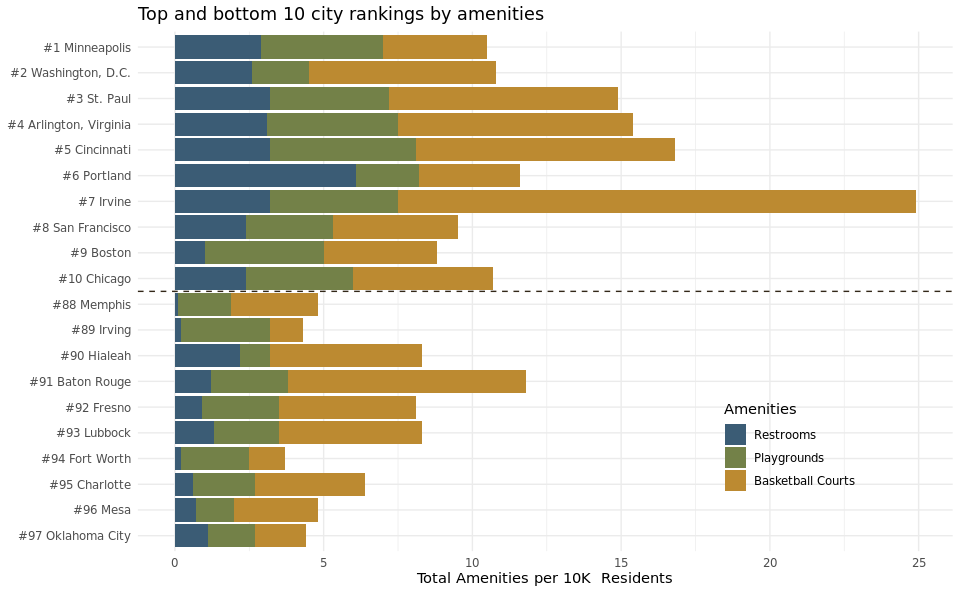 Top and bottom 10 city rankings by amenities
#1 Minneapolis
#2 Washington, D.C.
#3 St. Paul
#4 Arlington, Virginia
#5 Cincinnati
#6 Portland
#7 Irvine
#8 San Francisco
#9 Boston
#10 Chicago
#88 Memphis
#89 Irving
#90 Hialeah
#91 Baton Rouge
#92 Fresno
#93 Lubbock
#94 Fort Worth
#95 Charlotte
#96 Mesa
#97 Oklahoma City
Amenities
Restrooms
Playgrounds
Basketball Courts
0 5 10 15 20 25
Total Amenities per 10K  Residents